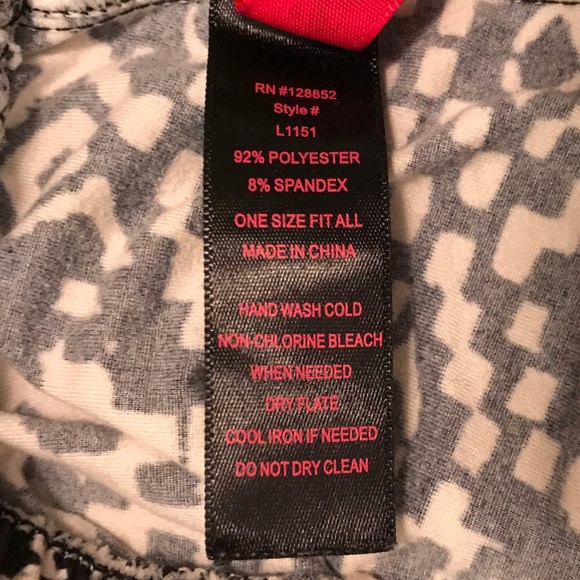 RN #128852
Style #
L1151
92% POLYESTER
8% SPANDEX
ONE SIZE FIT ALL
MADE IN CHINA
HAND WASH COLD
NON-CHLORINE BLEACH
WHEN NEEDED
DRY FLATE
COOL IRON IF NEEDED
DO NOT DRY CLEAN